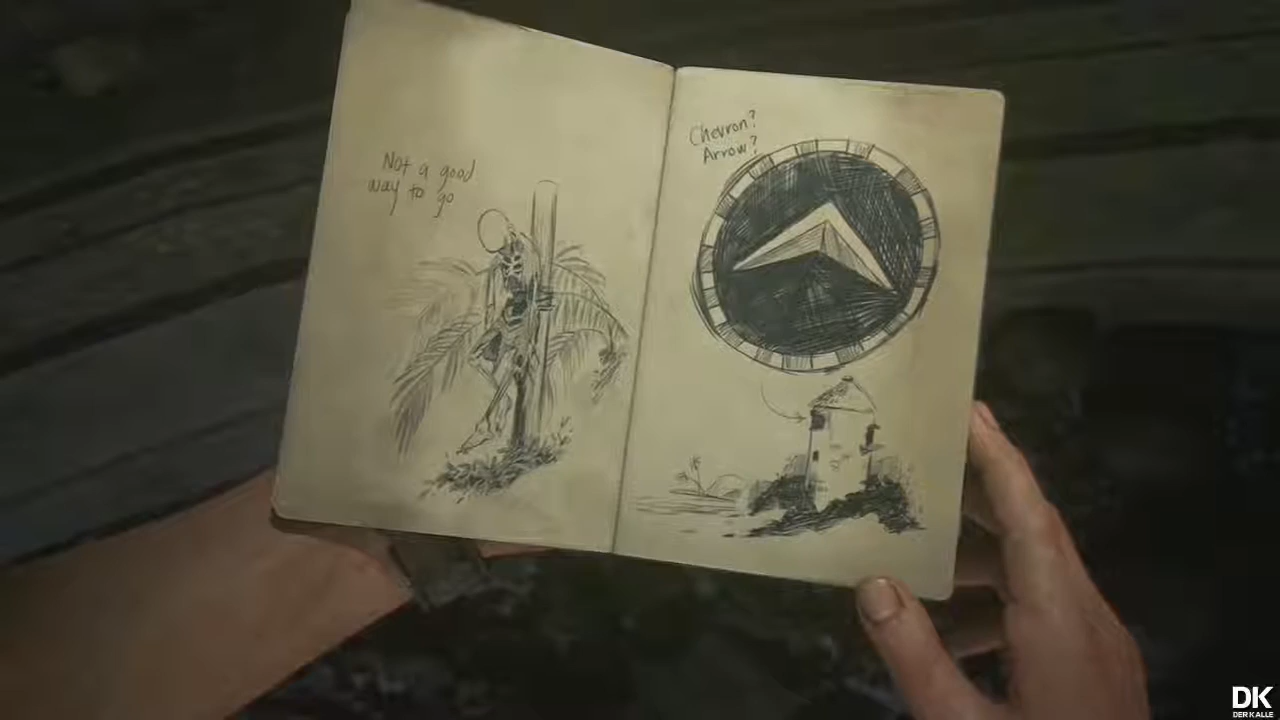 Not a good
way to go
Chevron?
Arrow?
DK
DER KALLE